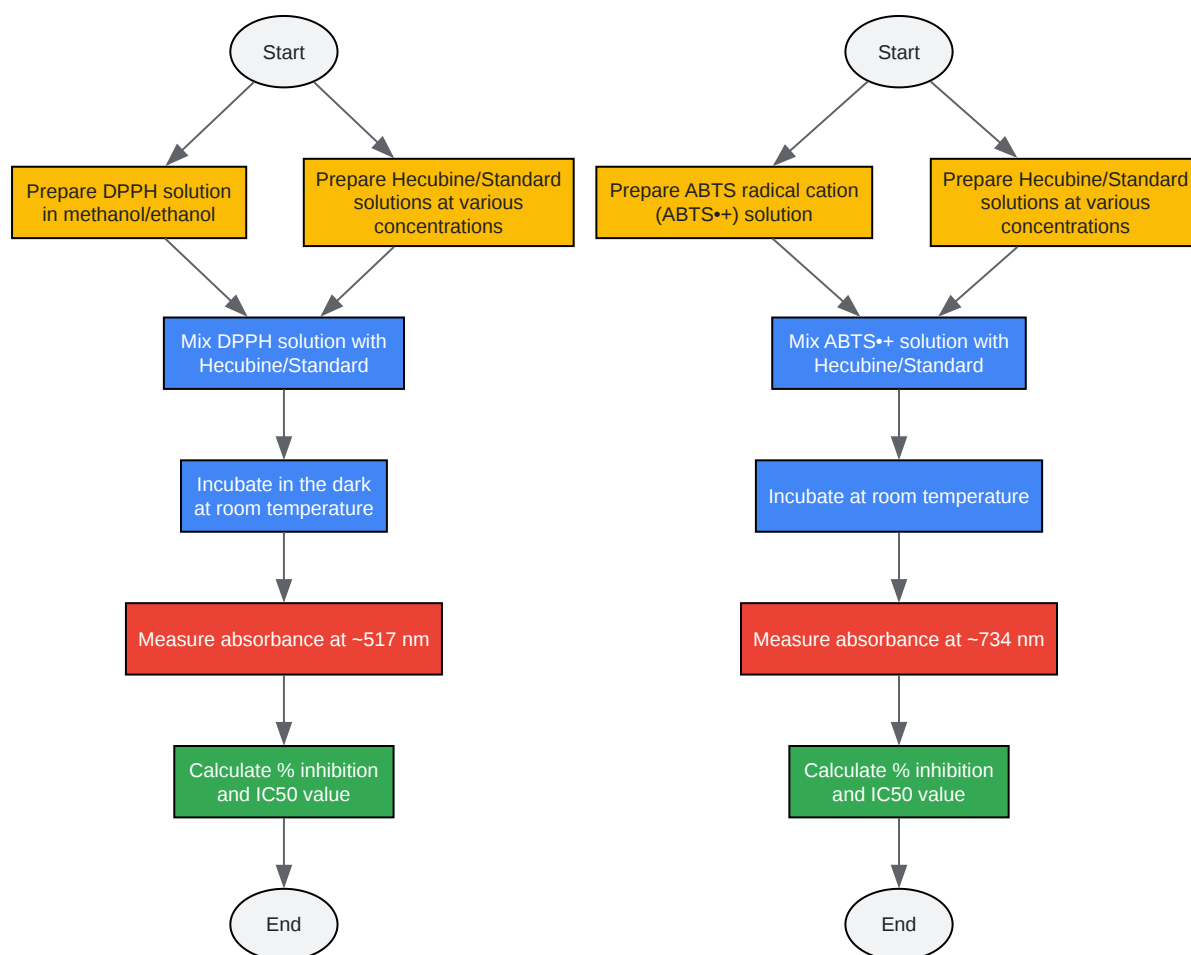 Start
Prepare DPPH solution
in methanol/ethanol
Prepare Hecubine/Standard
solutions at various
concentrations
Mix DPPH solution with
Hecubine/Standard
Incubate in the dark
at room temperature
Measure absorbance at ~517 nm
Calculate % inhibition
and IC50 value
End
Start
Prepare ABTS radical cation
(ABTS•+) solution
Prepare Hecubine/Standard
solutions at various
concentrations
Mix ABTS•+ solution with
Hecubine/Standard
Incubate at room temperature
Measure absorbance at ~734 nm
Calculate % inhibition
and IC50 value
End